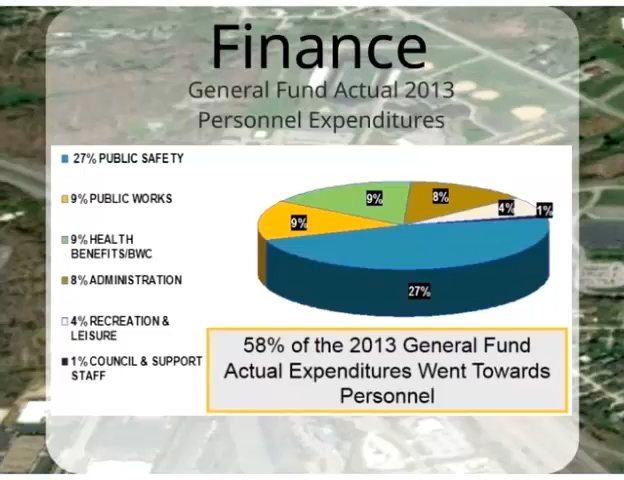 Finance
General Fund Actual 2013
Personnel Expenditures
27% PUBLIC SAFETY
9% PUBLIC WORKS
9% HEALTH
BENEFITS/BWC
8% ADMINISTRATION
4% RECREATION &
LEISURE
1% COUNCIL & SUPPORT
STAFF
9%
9%
8%
4%
1%
27%
58% of the 2013 General Fund
Actual Expenditures Went Towards
Personnel